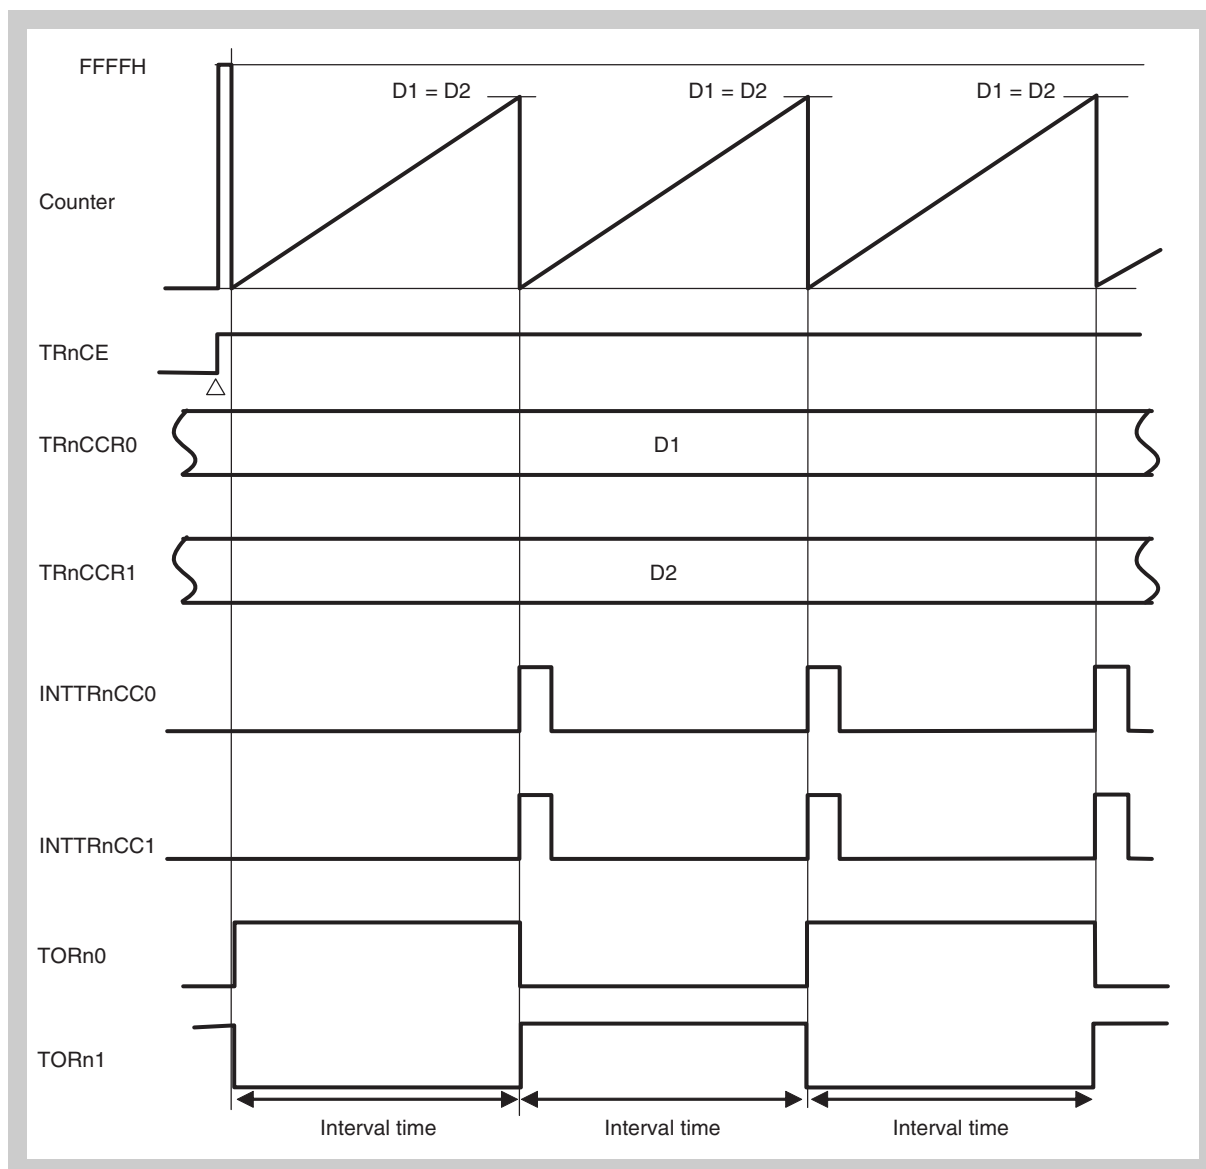 FFFFH
D1 = D2 D1 = D2 D1 = D2
Counter
TRnCE
TRnCCR0 D1
TRnCCR1 D2
INTTRnCC0
INTTRnCC1
TORn0
TORn1
Interval time Interval time Interval time